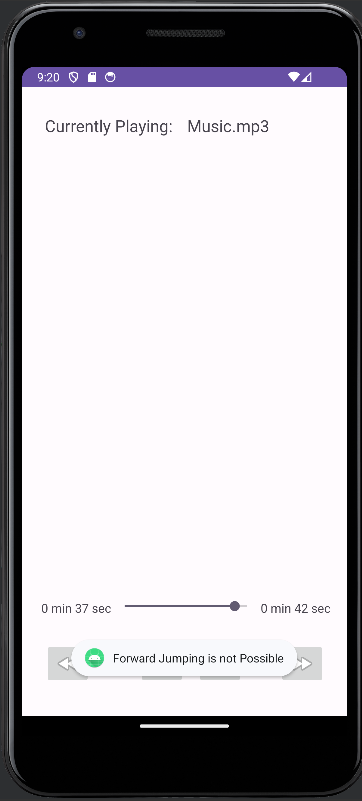 9:20
Currently Playing: Music.mp3
0 min 37 sec 0 min 42 sec
Forward Jumping is not Possible